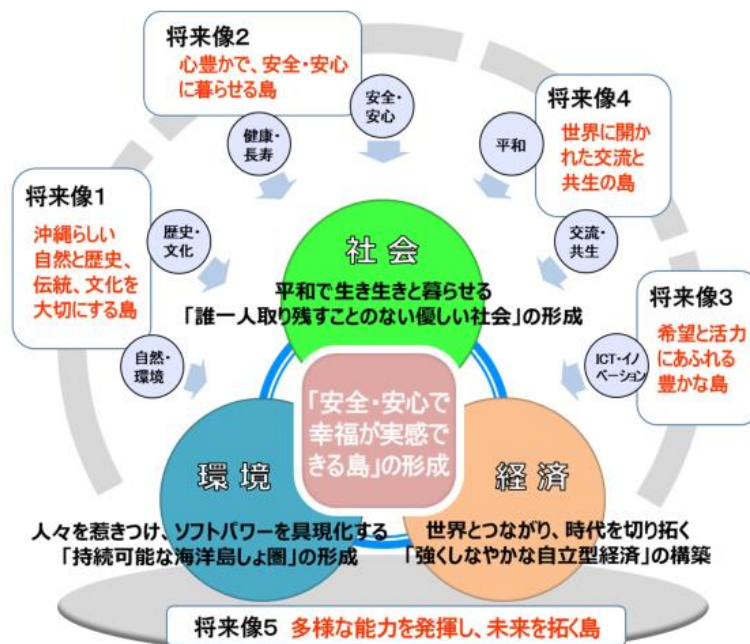 将来像2
心豊かで、安全・安心
に暮らせる島
安全・
安心
健康・
長寿
将来像4
世界に開か
れた交流と
共生の島
平和
将来像1
沖縄らしい
自然と歴史、
伝統、文化を
大切にする島
歴史・
文化
交流・
共生
自然・
環境
将来像3
希望と活力
にあふれる
豊かな島
ICT・イノ
ベーション
社会
平和で生き生きと暮らせる
「誰一人取り残すことのない優しい社会」の形成
「安全・安心で
幸福が実感で
きる島」の形成
環境
人々を惹きつけ、ソフトパワーを具現化する
「持続可能な海洋島しょ圏」の形成
経済
世界とつながり、時代を切り拓く
「強くしなやかな自立型経済」の構築
将来像5 多様な能力を発揮し、未来を拓く島